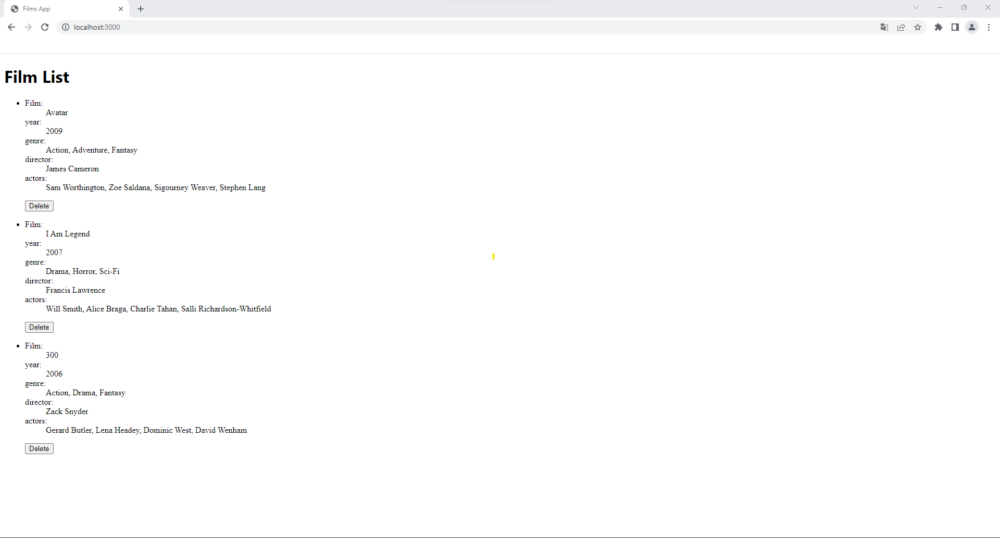 Films App
localhost:3000
Film List
Film:
Avatar
year:
2009
genre:
Action, Adventure, Fantasy
director:
James Cameron
actors:
Sam Worthington, Zoe Saldana, Sigourney Weaver, Stephen Lang
Delete
Film:
I Am Legend
year:
2007
genre:
Drama, Horror, Sci-Fi
director:
Francis Lawrence
actors:
Will Smith, Alice Braga, Charlie Tahan, Salli Richardson-Whitfield
Delete
Film:
300
year:
2006
genre:
Action, Drama, Fantasy
director:
Zack Snyder
actors:
Gerard Butler, Lena Headey, Dominic West, David Wenham
Delete